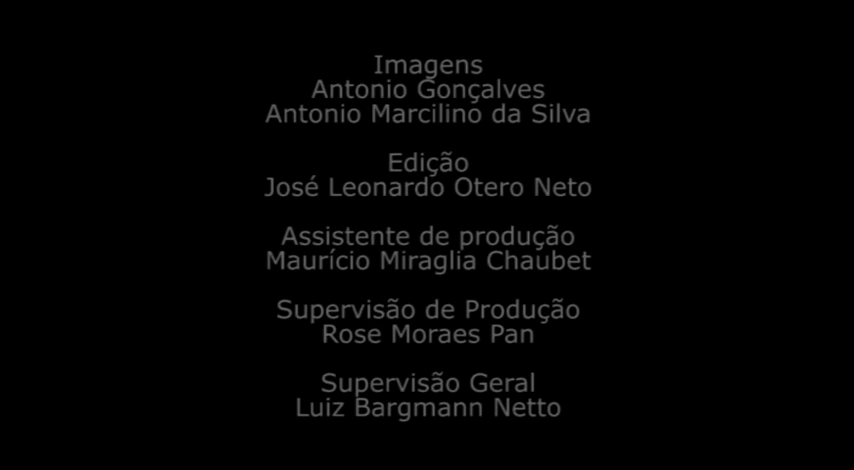 Imagens
Antonio Gonçalves
Antonio Marcilino da Silva
Edição
José Leonardo Otero Neto
Assistente de produção
Maurício Miraglia Chaubet
Supervisão de Produção
Rose Moraes Pan
Supervisão Geral
Luiz Bargmann Netto